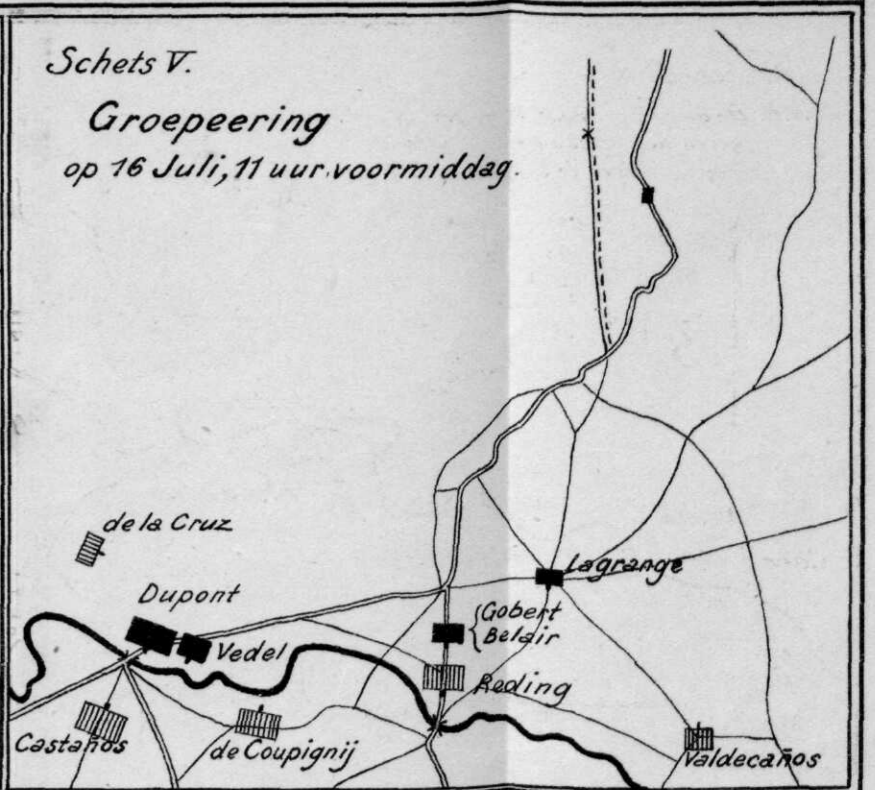 Schets V.
Groepeering
op 16 Juli, 11 uur voormiddag.
de la Cruz
Dupont
Vedel
Lagrange
Gobert
Belair
Reding
Castaños
de Coupignij
Valdecaños